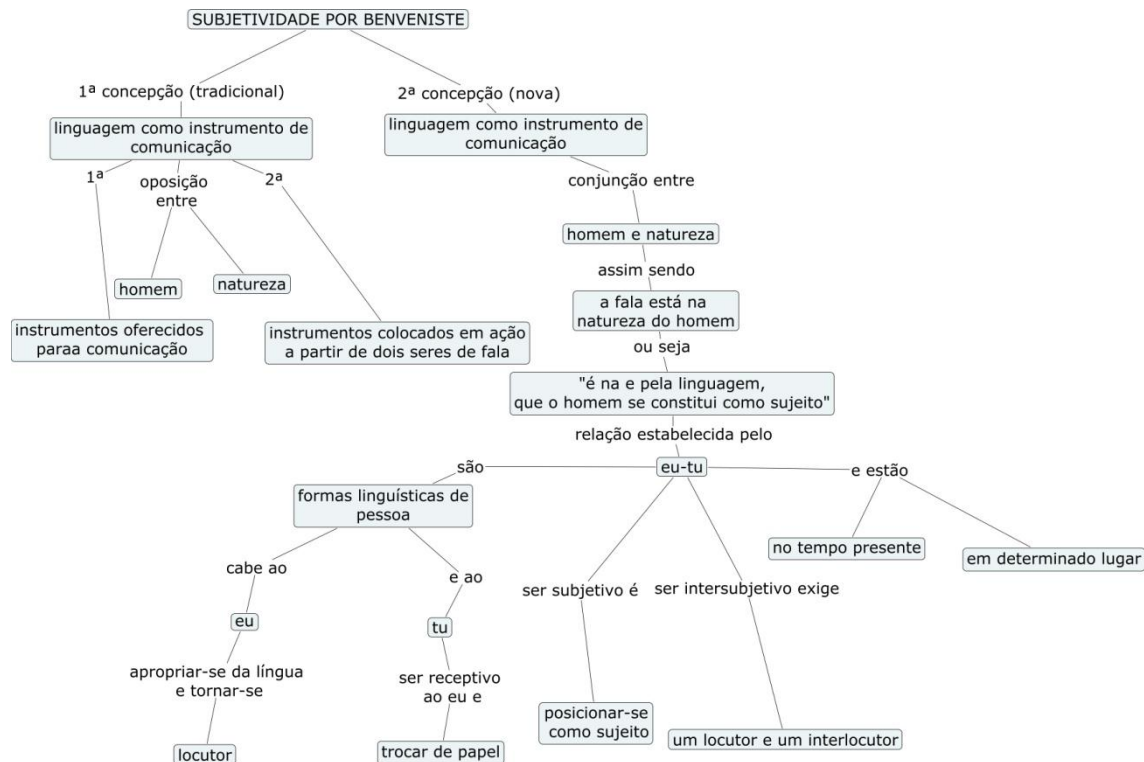 SUBJETIVIDADE POR BENVENISTE
1ª concepção (tradicional)
2ª concepção (nova)
linguagem como instrumento de
comunicação
linguagem como instrumento de
comunicação
1ª
oposição
entre
2ª
conjunção entre
homem
natureza
homem e natureza
assim sendo
instrumentos oferecidos
paraa comunicação
instrumentos colocados em ação
a partir de dois seres de fala
a fala está na
natureza do homem
ou seja
"é na e pela linguagem,
que o homem se constitui como sujeito"
relação estabelecida pelo
são
eu-tu
e estão
formas linguísticas de
pessoa
no tempo presente
em determinado lugar
cabe ao
e ao
ser subjetivo é
ser intersubjetivo exige
eu
tu
apropriar-se da língua
e tornar-se
ser receptivo
ao eu e
posicionar-se
como sujeito
um locutor e um interlocutor
locutor
trocar de papel